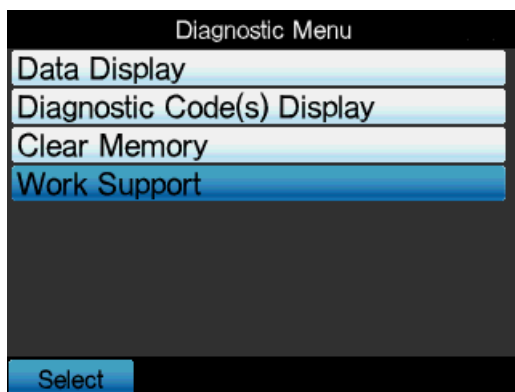 Diagnostic Menu
Data Display
Diagnostic Code(s) Display
Clear Memory
Work Support
Select